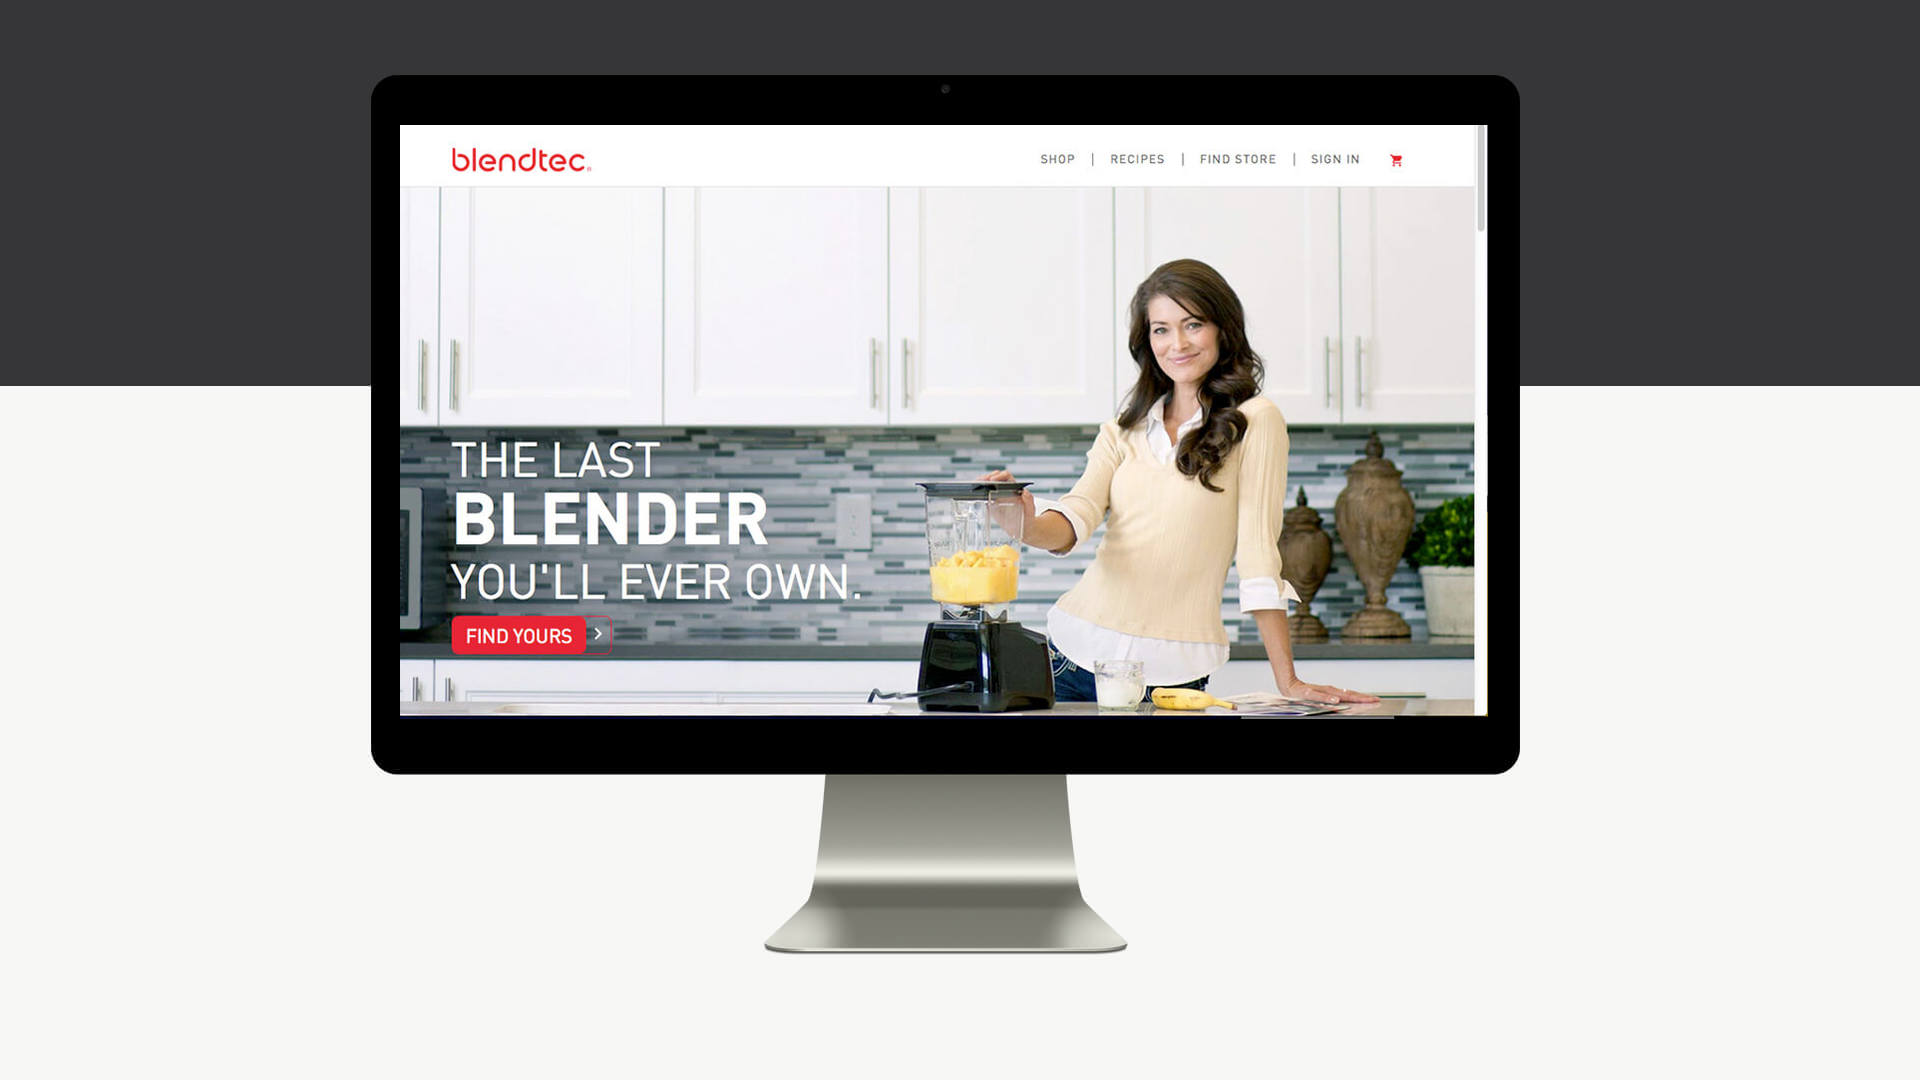 blendtec
SHOP | RECIPES | FIND STORE | SIGN IN
THE LAST
BLENDER
YOU'LL EVER OWN.
FIND YOURS >